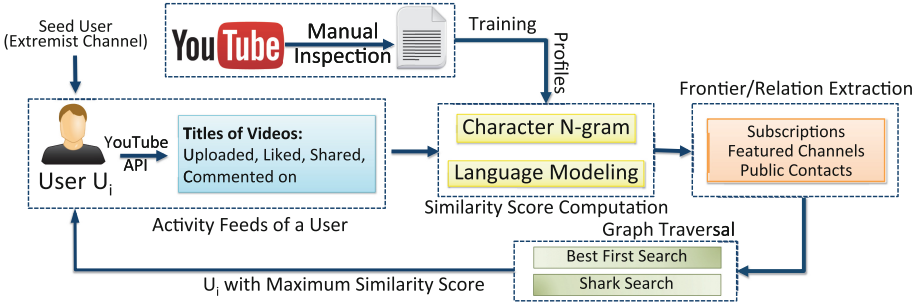 Seed User
(Extremist Channel)
YouTube
Manual
Inspection
Training
Profiles
User Ui
YouTube
API
Titles of Videos:
Uploaded, Liked, Shared,
Commented on
Activity Feeds of a User
Character N-gram
Language Modeling
Similarity Score Computation
Frontier/Relation Extraction
Subscriptions
Featured Channels
Public Contacts
Graph Traversal
Best First Search
Shark Search
Ui with Maximum Similarity Score